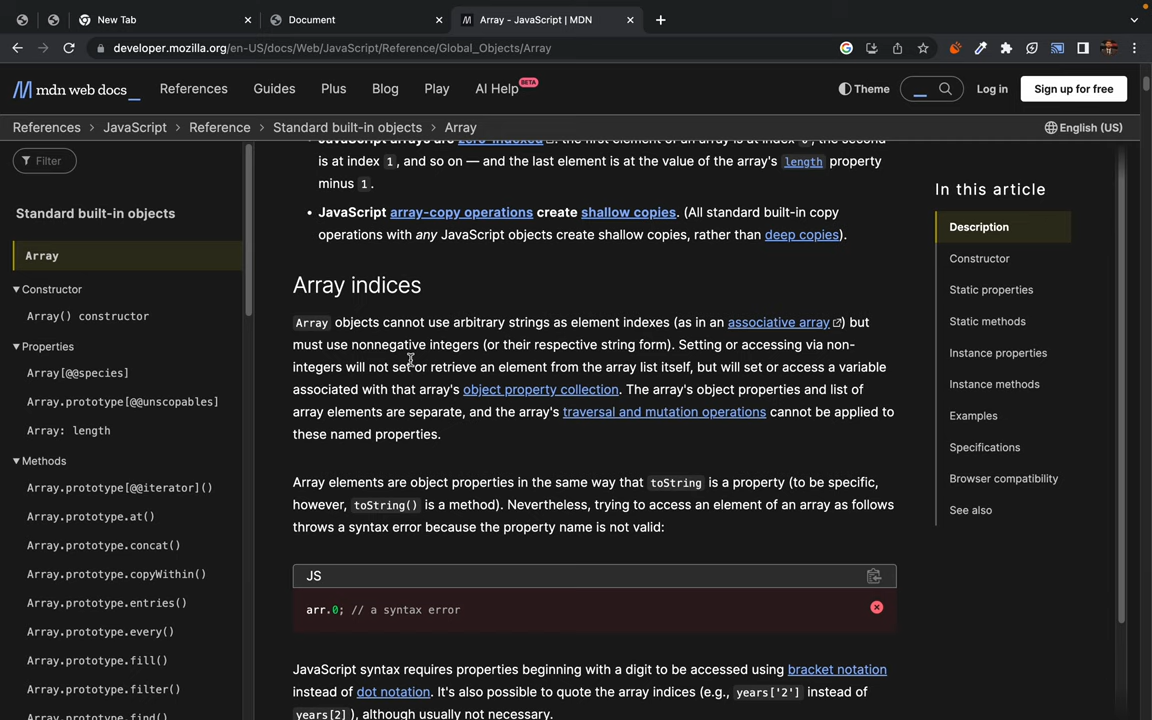 New Tab
Document
Array - JavaScript | MDN
developer.mozilla.org/en-US/docs/Web/JavaScript/Reference/Global_Objects/Array
mdn web docs_
References
Guides
Plus
Blog
Play
AI Help BETA
Theme
Log in
Sign up for free
References > JavaScript > Reference > Standard built-in objects > Array
English (US)
Filter
Standard built-in objects
Array
Constructor
Array() constructor
Properties
Array[@@species]
Array.prototype[@@unscopables]
Array: length
Methods
Array.prototype[@@iterator]()
Array.prototype.at()
Array.prototype.concat()
Array.prototype.copyWithin()
Array.prototype.entries()
Array.prototype.every()
Array.prototype.fill()
Array.prototype.filter()
Array.prototype.find()
JavaScript arrays are zero-indexed: the first element of an array is at index 0, the second
is at index 1, and so on — and the last element is at the value of the array's length property
minus 1.
• JavaScript array-copy operations create shallow copies. (All standard built-in copy
operations with any JavaScript objects create shallow copies, rather than deep copies).
Array indices
Array objects cannot use arbitrary strings as element indexes (as in an associative array) but
must use nonnegative integers (or their respective string form). Setting or accessing via non-
integers will not set or retrieve an element from the array list itself, but will set or access a variable
associated with that array's object property collection. The array's object properties and list of
array elements are separate, and the array's traversal and mutation operations cannot be applied to
these named properties.
Array elements are object properties in the same way that toString is a property (to be specific,
however, toString() is a method). Nevertheless, trying to access an element of an array as follows
throws a syntax error because the property name is not valid:
JS
arr.0; // a syntax error
JavaScript syntax requires properties beginning with a digit to be accessed using bracket notation
instead of dot notation. It's also possible to quote the array indices (e.g., years['2'] instead of
years[2]), although usually not necessary.
In this article
Description
Constructor
Static properties
Static methods
Instance properties
Instance methods
Examples
Specifications
Browser compatibility
See also